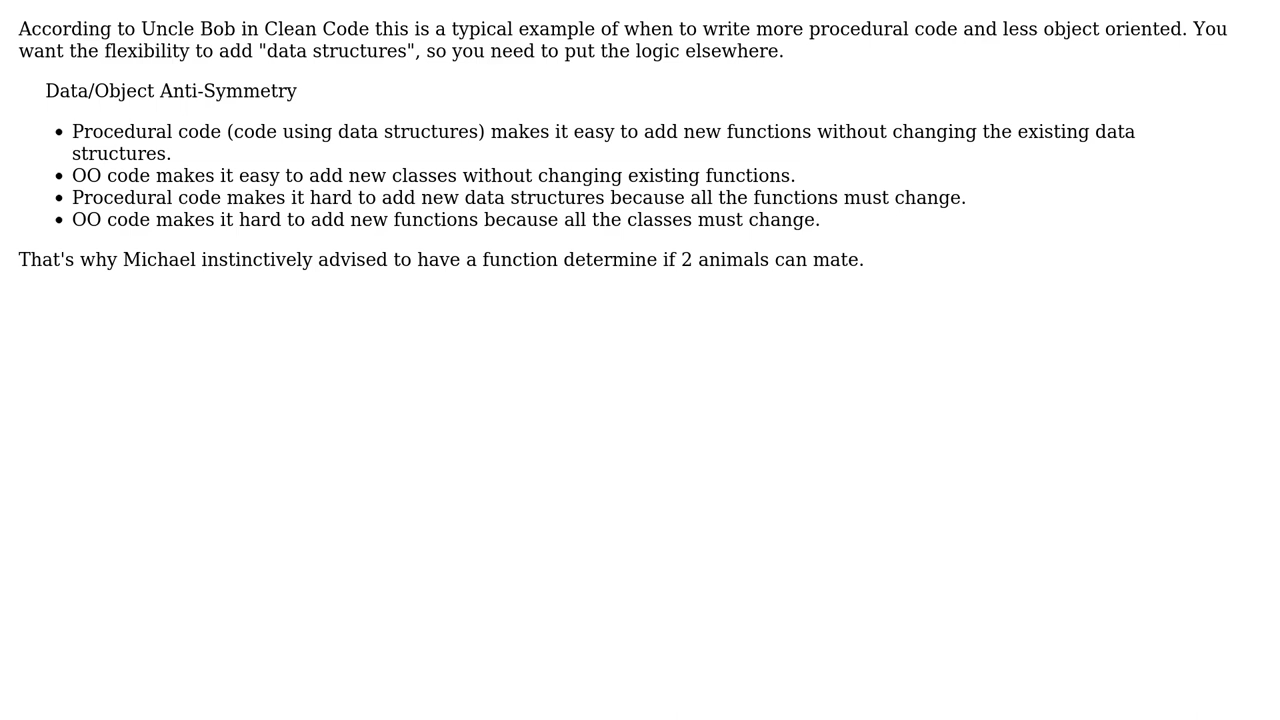 According to Uncle Bob in Clean Code this is a typical example of when to write more procedural code and less object oriented. You
want the flexibility to add "data structures", so you need to put the logic elsewhere.
Data/Object Anti-Symmetry
• Procedural code (code using data structures) makes it easy to add new functions without changing the existing data
structures.
• OO code makes it easy to add new classes without changing existing functions.
• Procedural code makes it hard to add new data structures because all the functions must change.
• OO code makes it hard to add new functions because all the classes must change.
That's why Michael instinctively advised to have a function determine if 2 animals can mate.